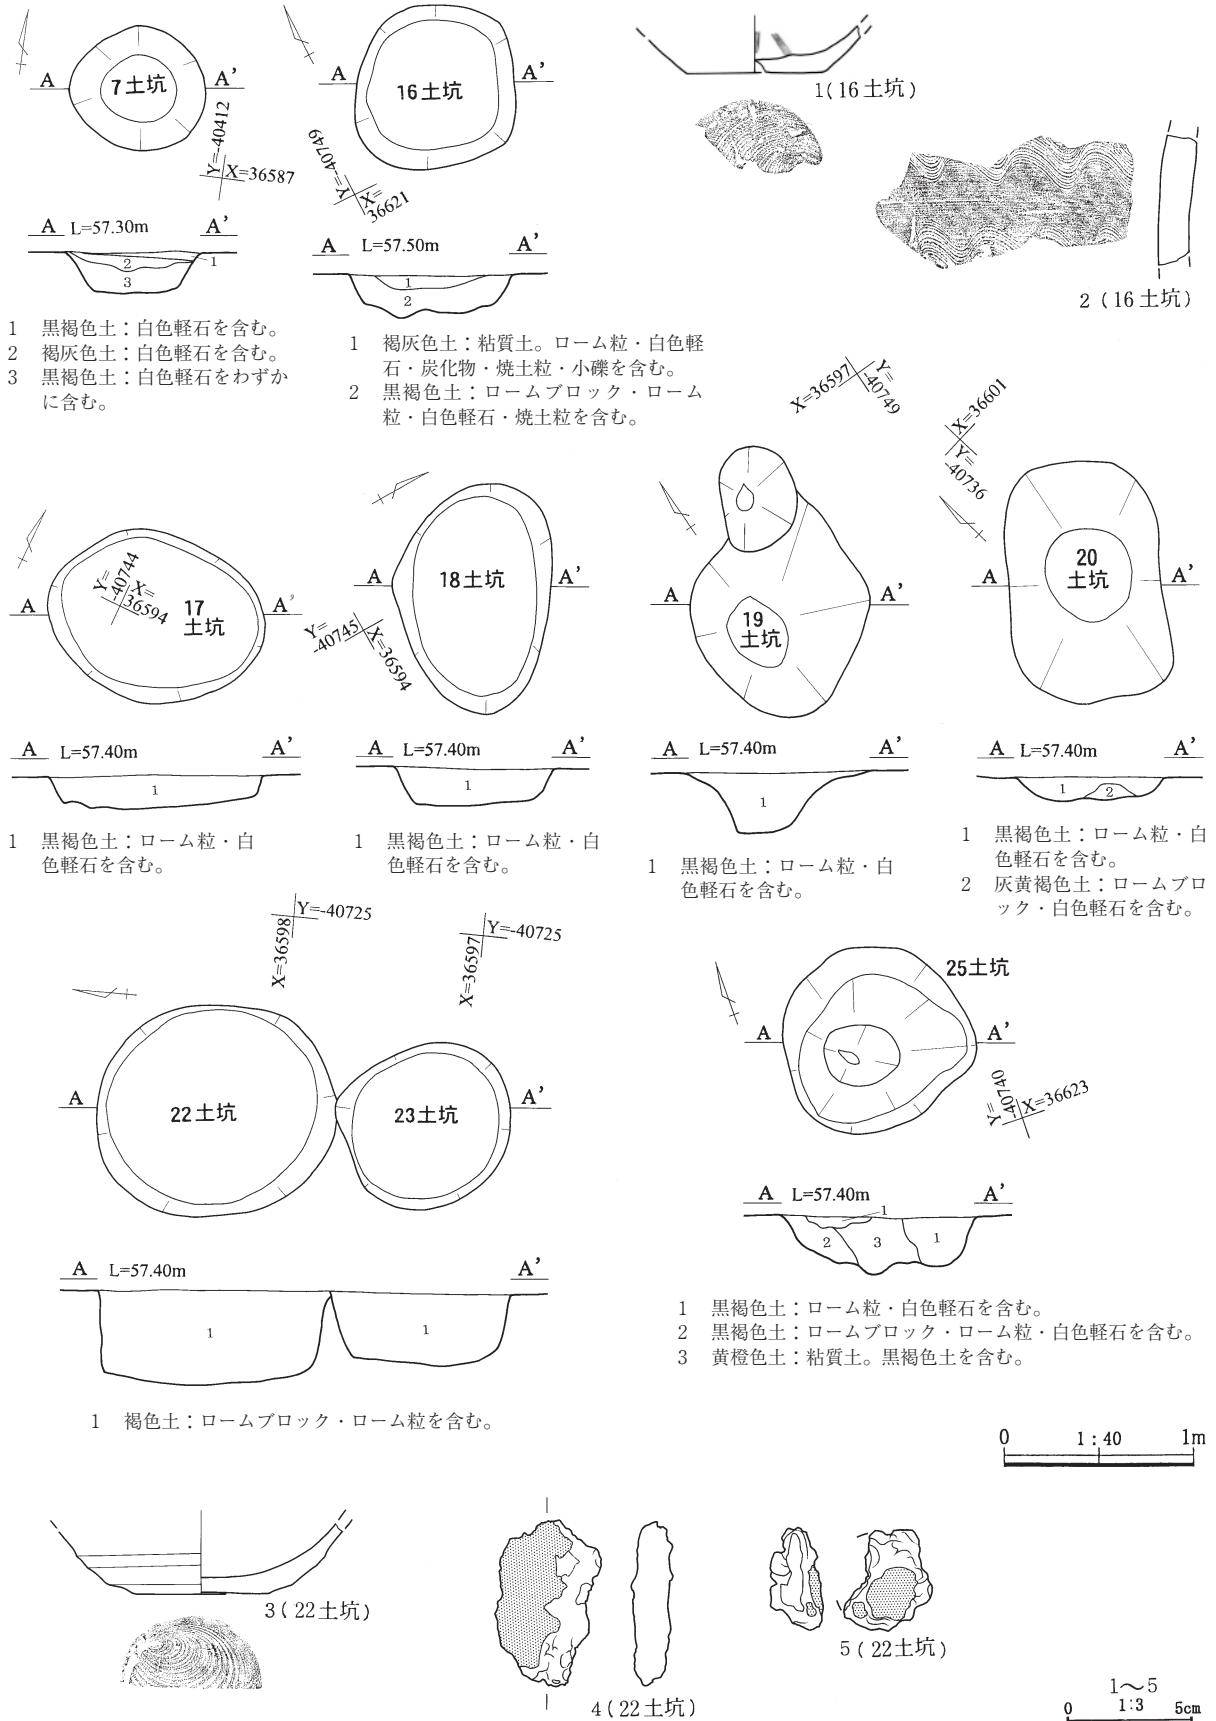 A
7土坑
A'
Y=-40412
X=36587
A L=57.30m A'
1
2
3
1 黒褐色土：白色軽石を含む。
2 褐灰色土：白色軽石を含む。
3 黒褐色土：白色軽石をわずか
に含む。
A
16土坑
A'
Y=-40749
X=
36621
A L=57.50m A'
1
2
1 褐灰色土：粘質土。ローム粒・白色軽
石・炭化物・焼土粒・小礫を含む。
2 黒褐色土：ロームブロック・ローム
粒・白色軽石・焼土粒を含む。
1(16土坑)
2 (16土坑)
A
Y=
-40744
X=
36594
17
土坑
A'
A L=57.40m A'
1
1 黒褐色土：ローム粒・白
色軽石を含む。
A
18土坑
A'
Y=
-40745
X=36594
A L=57.40m A'
1
1 黒褐色土：ローム粒・白
色軽石を含む。
X=36597
Y=
-40749
A
19
土坑
A'
A L=57.40m A'
1
1 黒褐色土：ローム粒・白
色軽石を含む。
X=36601
Y=
-40736
A
20
土坑
A'
A L=57.40m A'
1 2
1 黒褐色土：ローム粒・白
色軽石を含む。
2 灰黄褐色土：ロームブロ
ック・白色軽石を含む。
X=36598
Y=-40725
X=36597
Y=-40725
A
22土坑
23土坑
A'
A L=57.40m A'
1 1
1 褐色土：ロームブロック・ローム粒を含む。
25土坑
A
A'
Y=
-40740
X=36623
A L=57.40m A'
1
2 3 1
1 黒褐色土：ローム粒・白色軽石を含む。
2 黒褐色土：ロームブロック・ローム粒・白色軽石を含む。
3 黄橙色土：粘質土。黒褐色土を含む。
0 1:40 1m
3(22土坑)
4(22土坑)
5(22土坑)
1～5
0 1:3 5cm